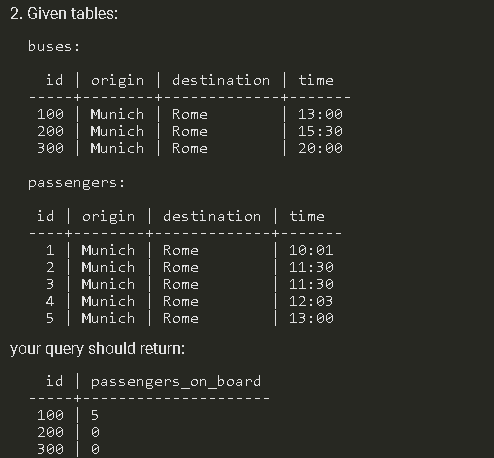 2. Given tables:
buses:
id | origin | destination | time
-----+--------+-------------+-------
100 | Munich | Rome | 13:00
200 | Munich | Rome | 15:30
300 | Munich | Rome | 20:00
passengers:
id | origin | destination | time
----+--------+-------------+-------
1 | Munich | Rome | 10:01
2 | Munich | Rome | 11:30
3 | Munich | Rome | 11:30
4 | Munich | Rome | 12:03
5 | Munich | Rome | 13:00
your query should return:
id | passengers_on_board
-----+---------------------
100 | 5
200 | 0
300 | 0